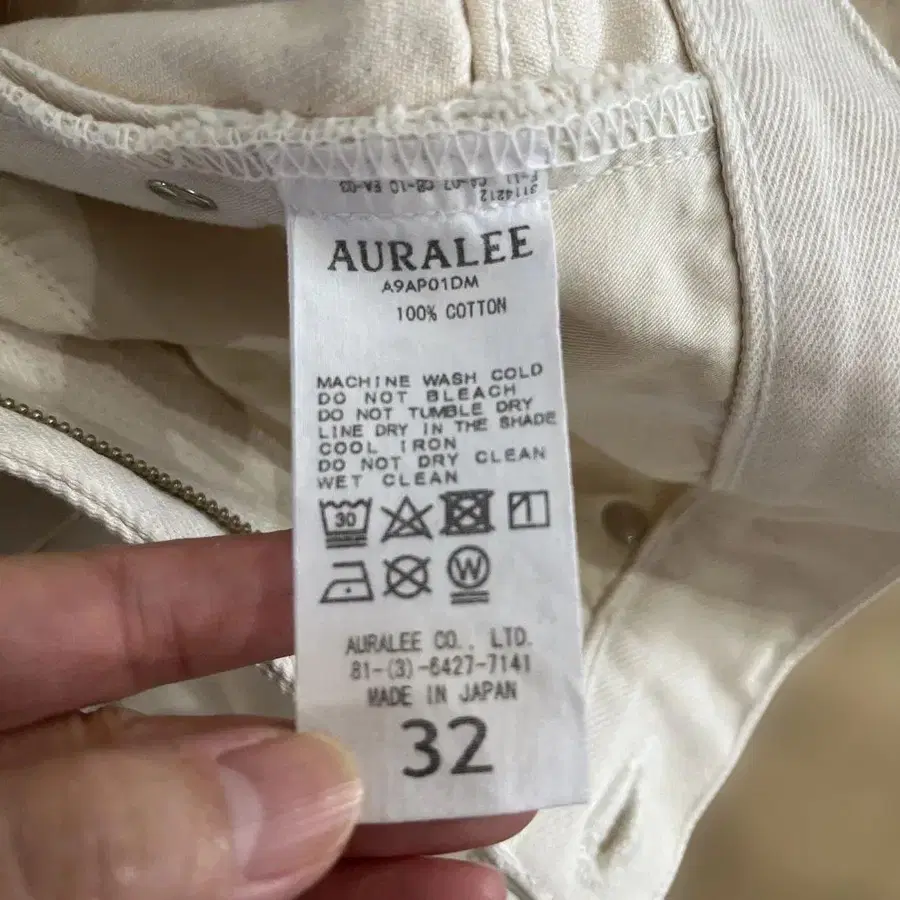 AURALEE
A9AP01DM
100% COTTON
MACHINE WASH COLD
DO NOT BLEACH
DO NOT TUMBLE DRY
LINE DRY IN THE SHADE
COOL IRON
DO NOT DRY CLEAN
WET CLEAN
30
W
AURALEE CO., LTD.
81-(3)-6427-7141
MADE IN JAPAN
32